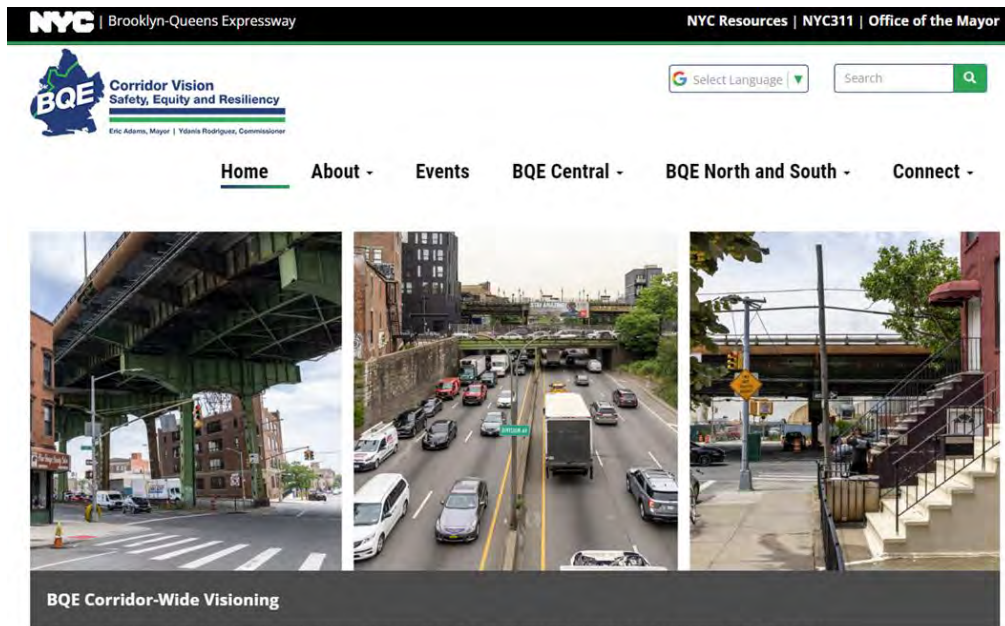 NYC | Brooklyn-Queens Expressway
NYC Resources | NYC311 | Office of the Mayor
BQE
Corridor Vision
Safety, Equity and Resiliency
Eric Adams, Mayor | Ydanis Rodriguez, Commissioner
G Select Language | ▼
Search
Home
About
Events
BQE Central
BQE North and South
Connect
DIVISION AV
BQE Corridor-Wide Visioning